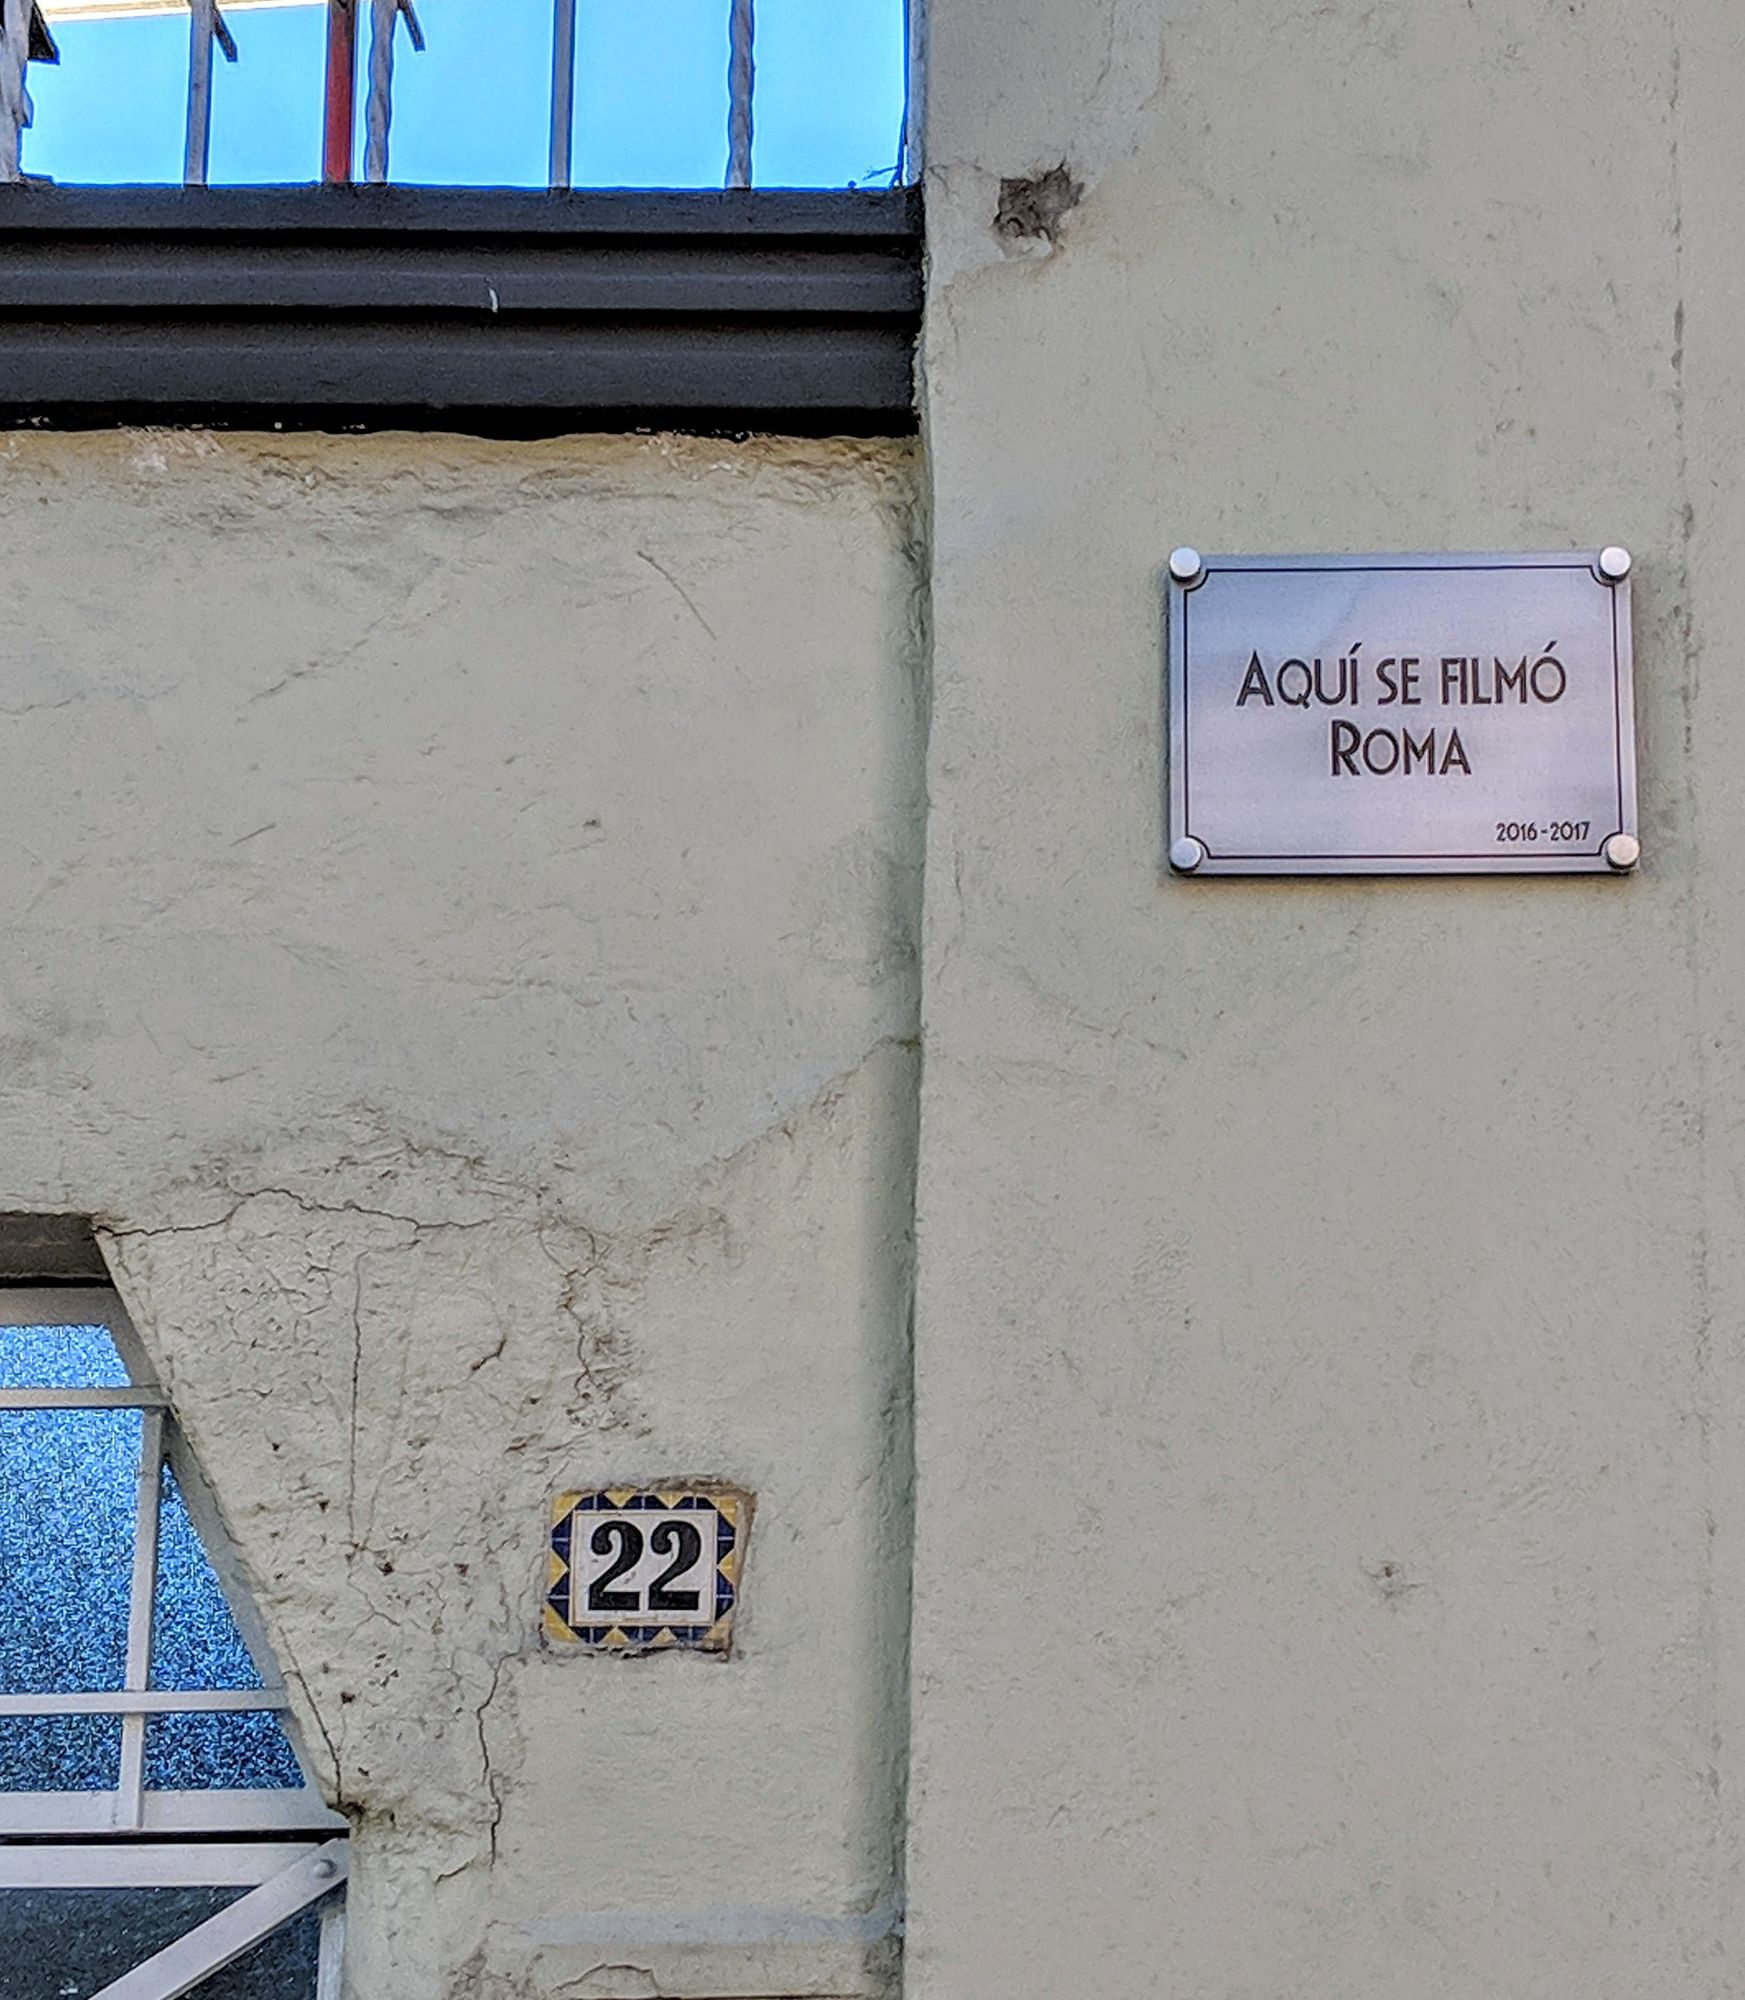 AQUÍ SE FILMÓ
ROMA
2016-2017
22